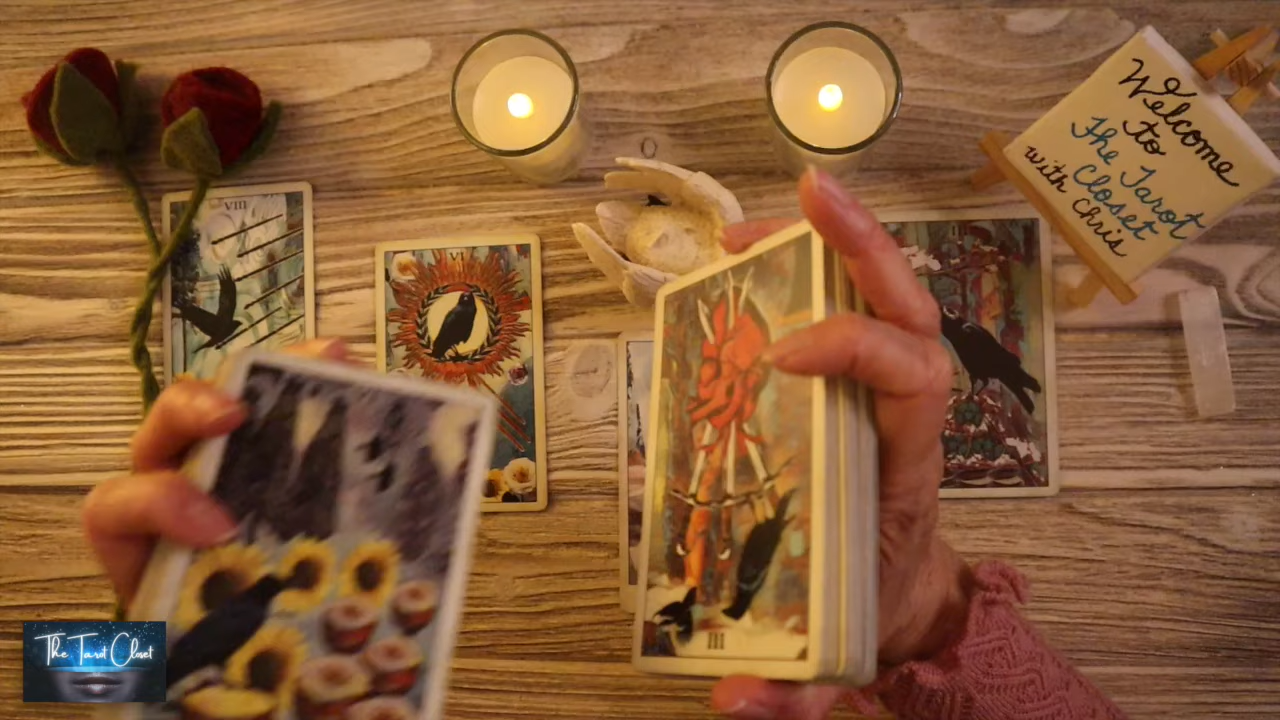 Welcome
to
The Tarot
Closet
with Chris
VIII
VI
III
The Tarot Closet